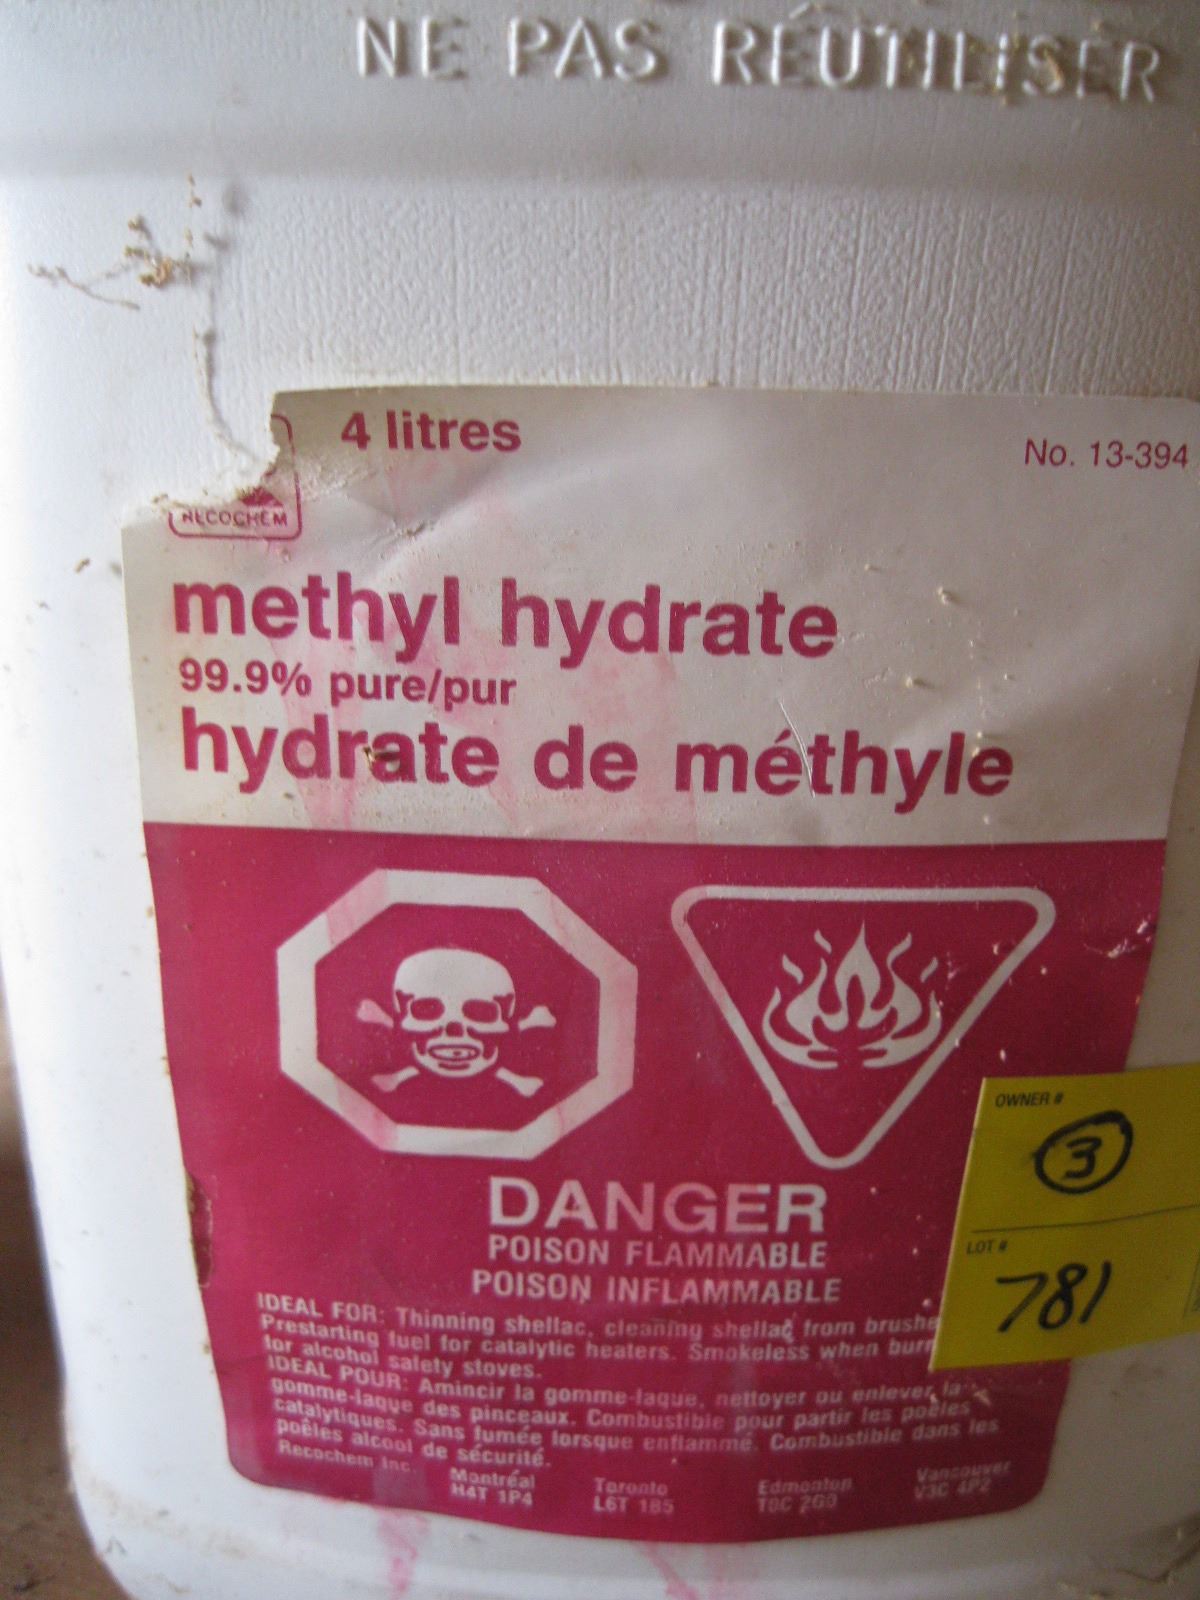 NE PAS RÉUTILISER
4 litres
No. 13-394
RECOCHEM
methyl hydrate
99.9% pure/pur
hydrate de méthyle
DANGER
POISON FLAMMABLE
POISON INFLAMMABLE
OWNER #
3
LOT #
781
IDEAL FOR: Thinning shellac, cleaning shellac from brushe
Prestarting fuel for catalytic heaters. Smokeless when burn
for alcohol safety stoves.
IDEAL POUR: Amincir la gomme-laque, nettoyer ou enlever la
gomme-laque des pinceaux. Combustible pour partir les poêles
catalytiques. Sans fumée lorsque enflammé. Combustible dans les
poêles alcool de sécurité.
Recochem Inc.
Montréal
H4T 1P4
Toronto
L6T 1B5
Edmonton
T0C 2G0
Vancouver
V3C 4P2